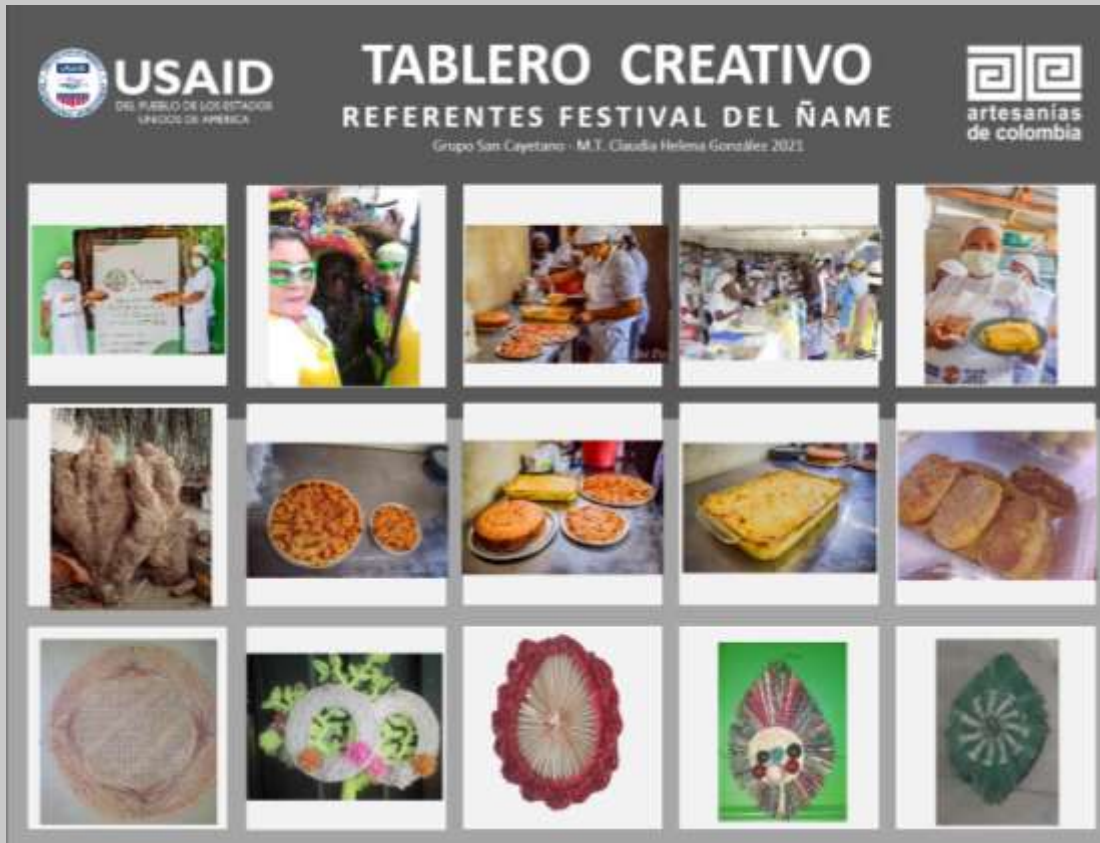 USAID
DEL PUEBLO DE LOS ESTADOS
UNIDOS DE AMÉRICA
TABLERO CREATIVO
REFERENTES FESTIVAL DEL ÑAME
Grupo San Cayetano - M.T. Claudia Helena González 2021
artesanías
de colombia